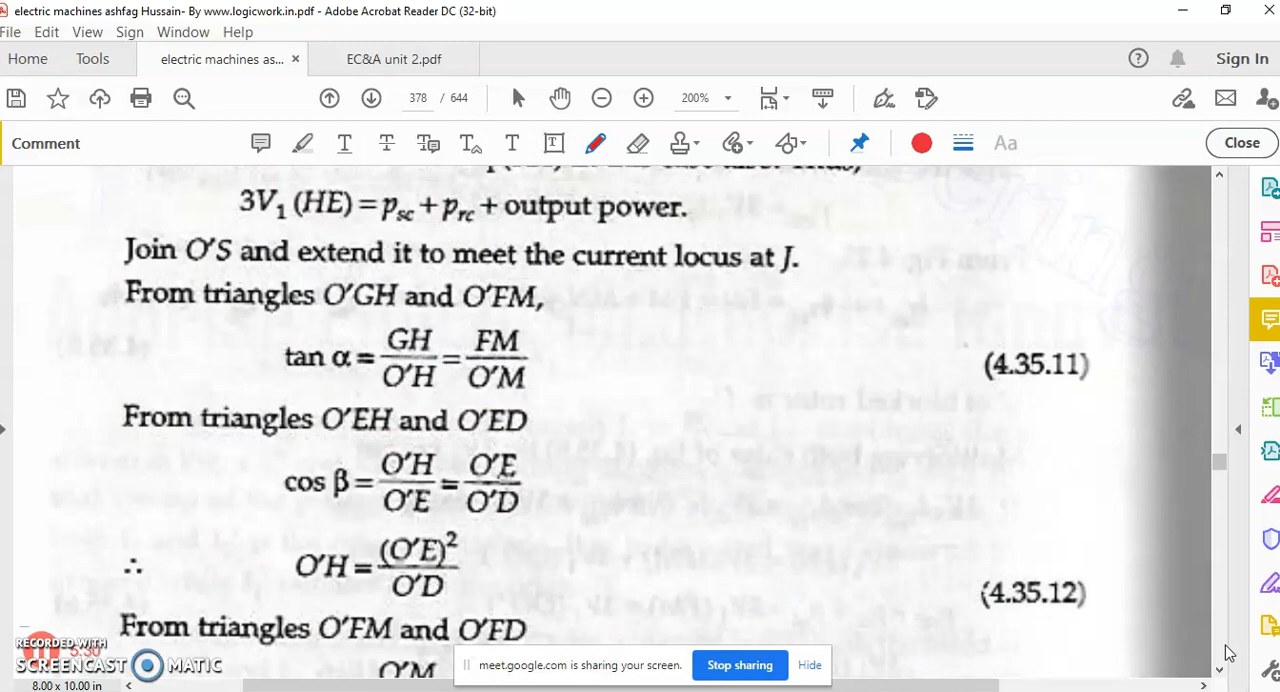 electric machines ashfag Hussain- By www.logicwork.in.pdf - Adobe Acrobat Reader DC (32-bit)
File Edit View Sign Window Help
Home Tools electric machines as... × EC&A unit 2.pdf Sign In
378 / 644 200%
Comment Aa Close
3V₁ (HE) = pₛc + pᵣc + output power.
Join O'S and extend it to meet the current locus at J.
From triangles O'GH and O'FM,
tan α = GH/O'H = FM/O'M (4.35.11)
From triangles O'EH and O'ED
cos β = O'H/O'E = O'E/O'D
∴ O'H = (O'E)²/O'D (4.35.12)
From triangles O'FM and O'FD
O'M
RECORDED WITH
SCREENCAST MATIC
meet.google.com is sharing your screen. Stop sharing Hide
8.00 x 10.00 in